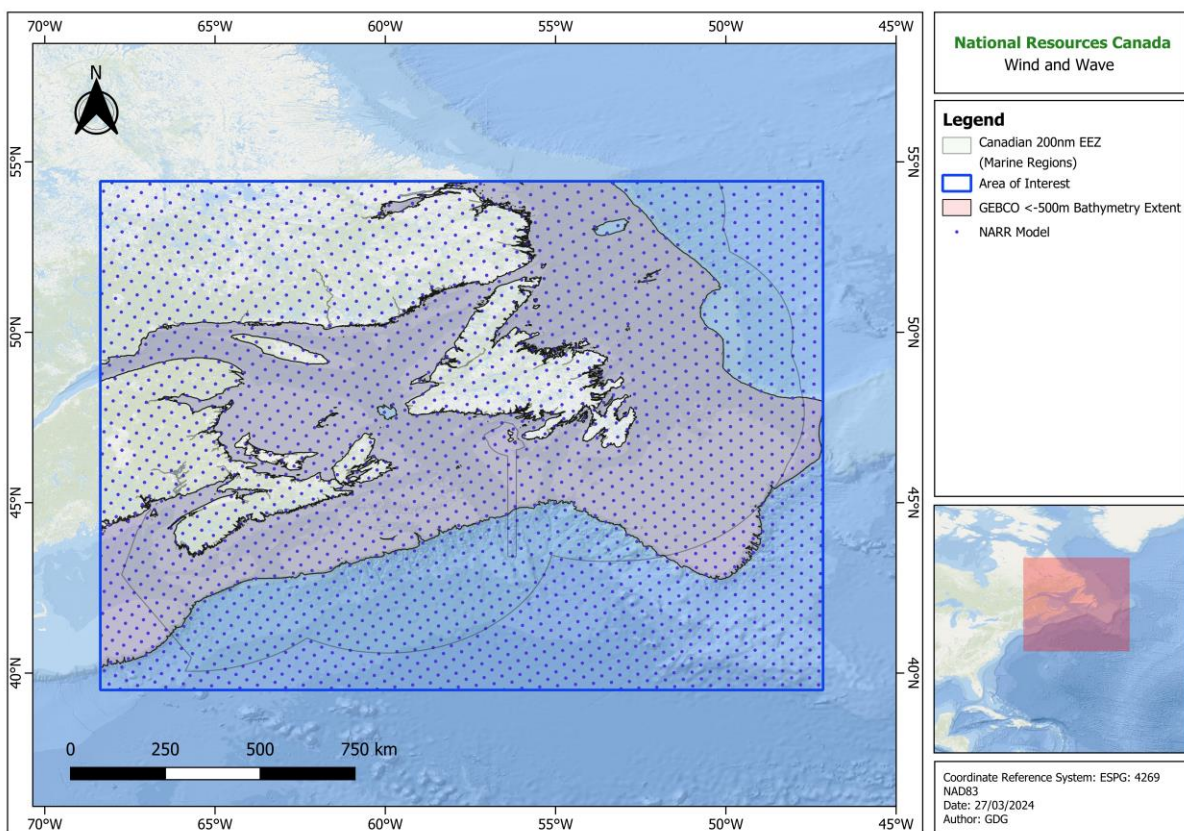 70°W 65°W 60°W 55°W 50°W 45°W
N
55°N 55°N
50°N 50°N
45°N 45°N
40°N 40°N
0 250 500 750 km
70°W 65°W 60°W 55°W 50°W 45°W
National Resources Canada
Wind and Wave
Legend
Canadian 200nm EEZ
(Marine Regions)
Area of Interest
GEBCO <-500m Bathymetry Extent
NARR Model
Coordinate Reference System: ESPG: 4269
NAD83
Date: 27/03/2024
Author: GDG